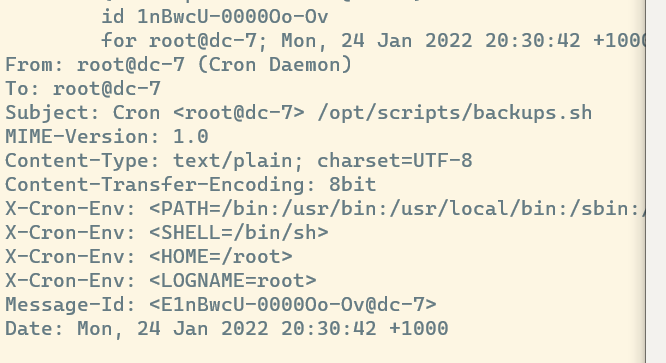 id 1nBwcU-0000Oo-Ov
for root@dc-7; Mon, 24 Jan 2022 20:30:42 +1000
From: root@dc-7 (Cron Daemon)
To: root@dc-7
Subject: Cron <root@dc-7> /opt/scripts/backups.sh
MIME-Version: 1.0
Content-Type: text/plain; charset=UTF-8
Content-Transfer-Encoding: 8bit
X-Cron-Env: <PATH=/bin:/usr/bin:/usr/local/bin:/sbin:/
X-Cron-Env: <SHELL=/bin/sh>
X-Cron-Env: <HOME=/root>
X-Cron-Env: <LOGNAME=root>
Message-Id: <E1nBwcU-0000Oo-Ov@dc-7>
Date: Mon, 24 Jan 2022 20:30:42 +1000